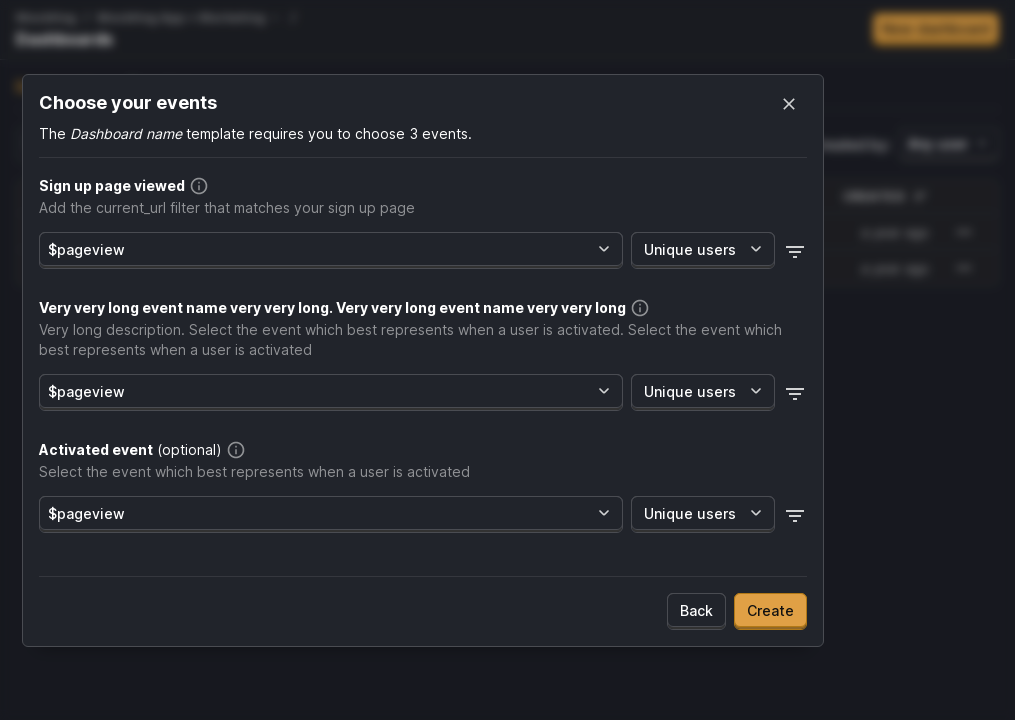 Dashboards
New dashboard
Choose your events
The Dashboard name template requires you to choose 3 events.
Sign up page viewed
Add the current_url filter that matches your sign up page
$pageview
Unique users
Very very long event name very very long. Very very long event name very very long
Very long description. Select the event which best represents when a user is activated. Select the event which
best represents when a user is activated
$pageview
Unique users
Activated event (optional)
Select the event which best represents when a user is activated
$pageview
Unique users
Back
Create